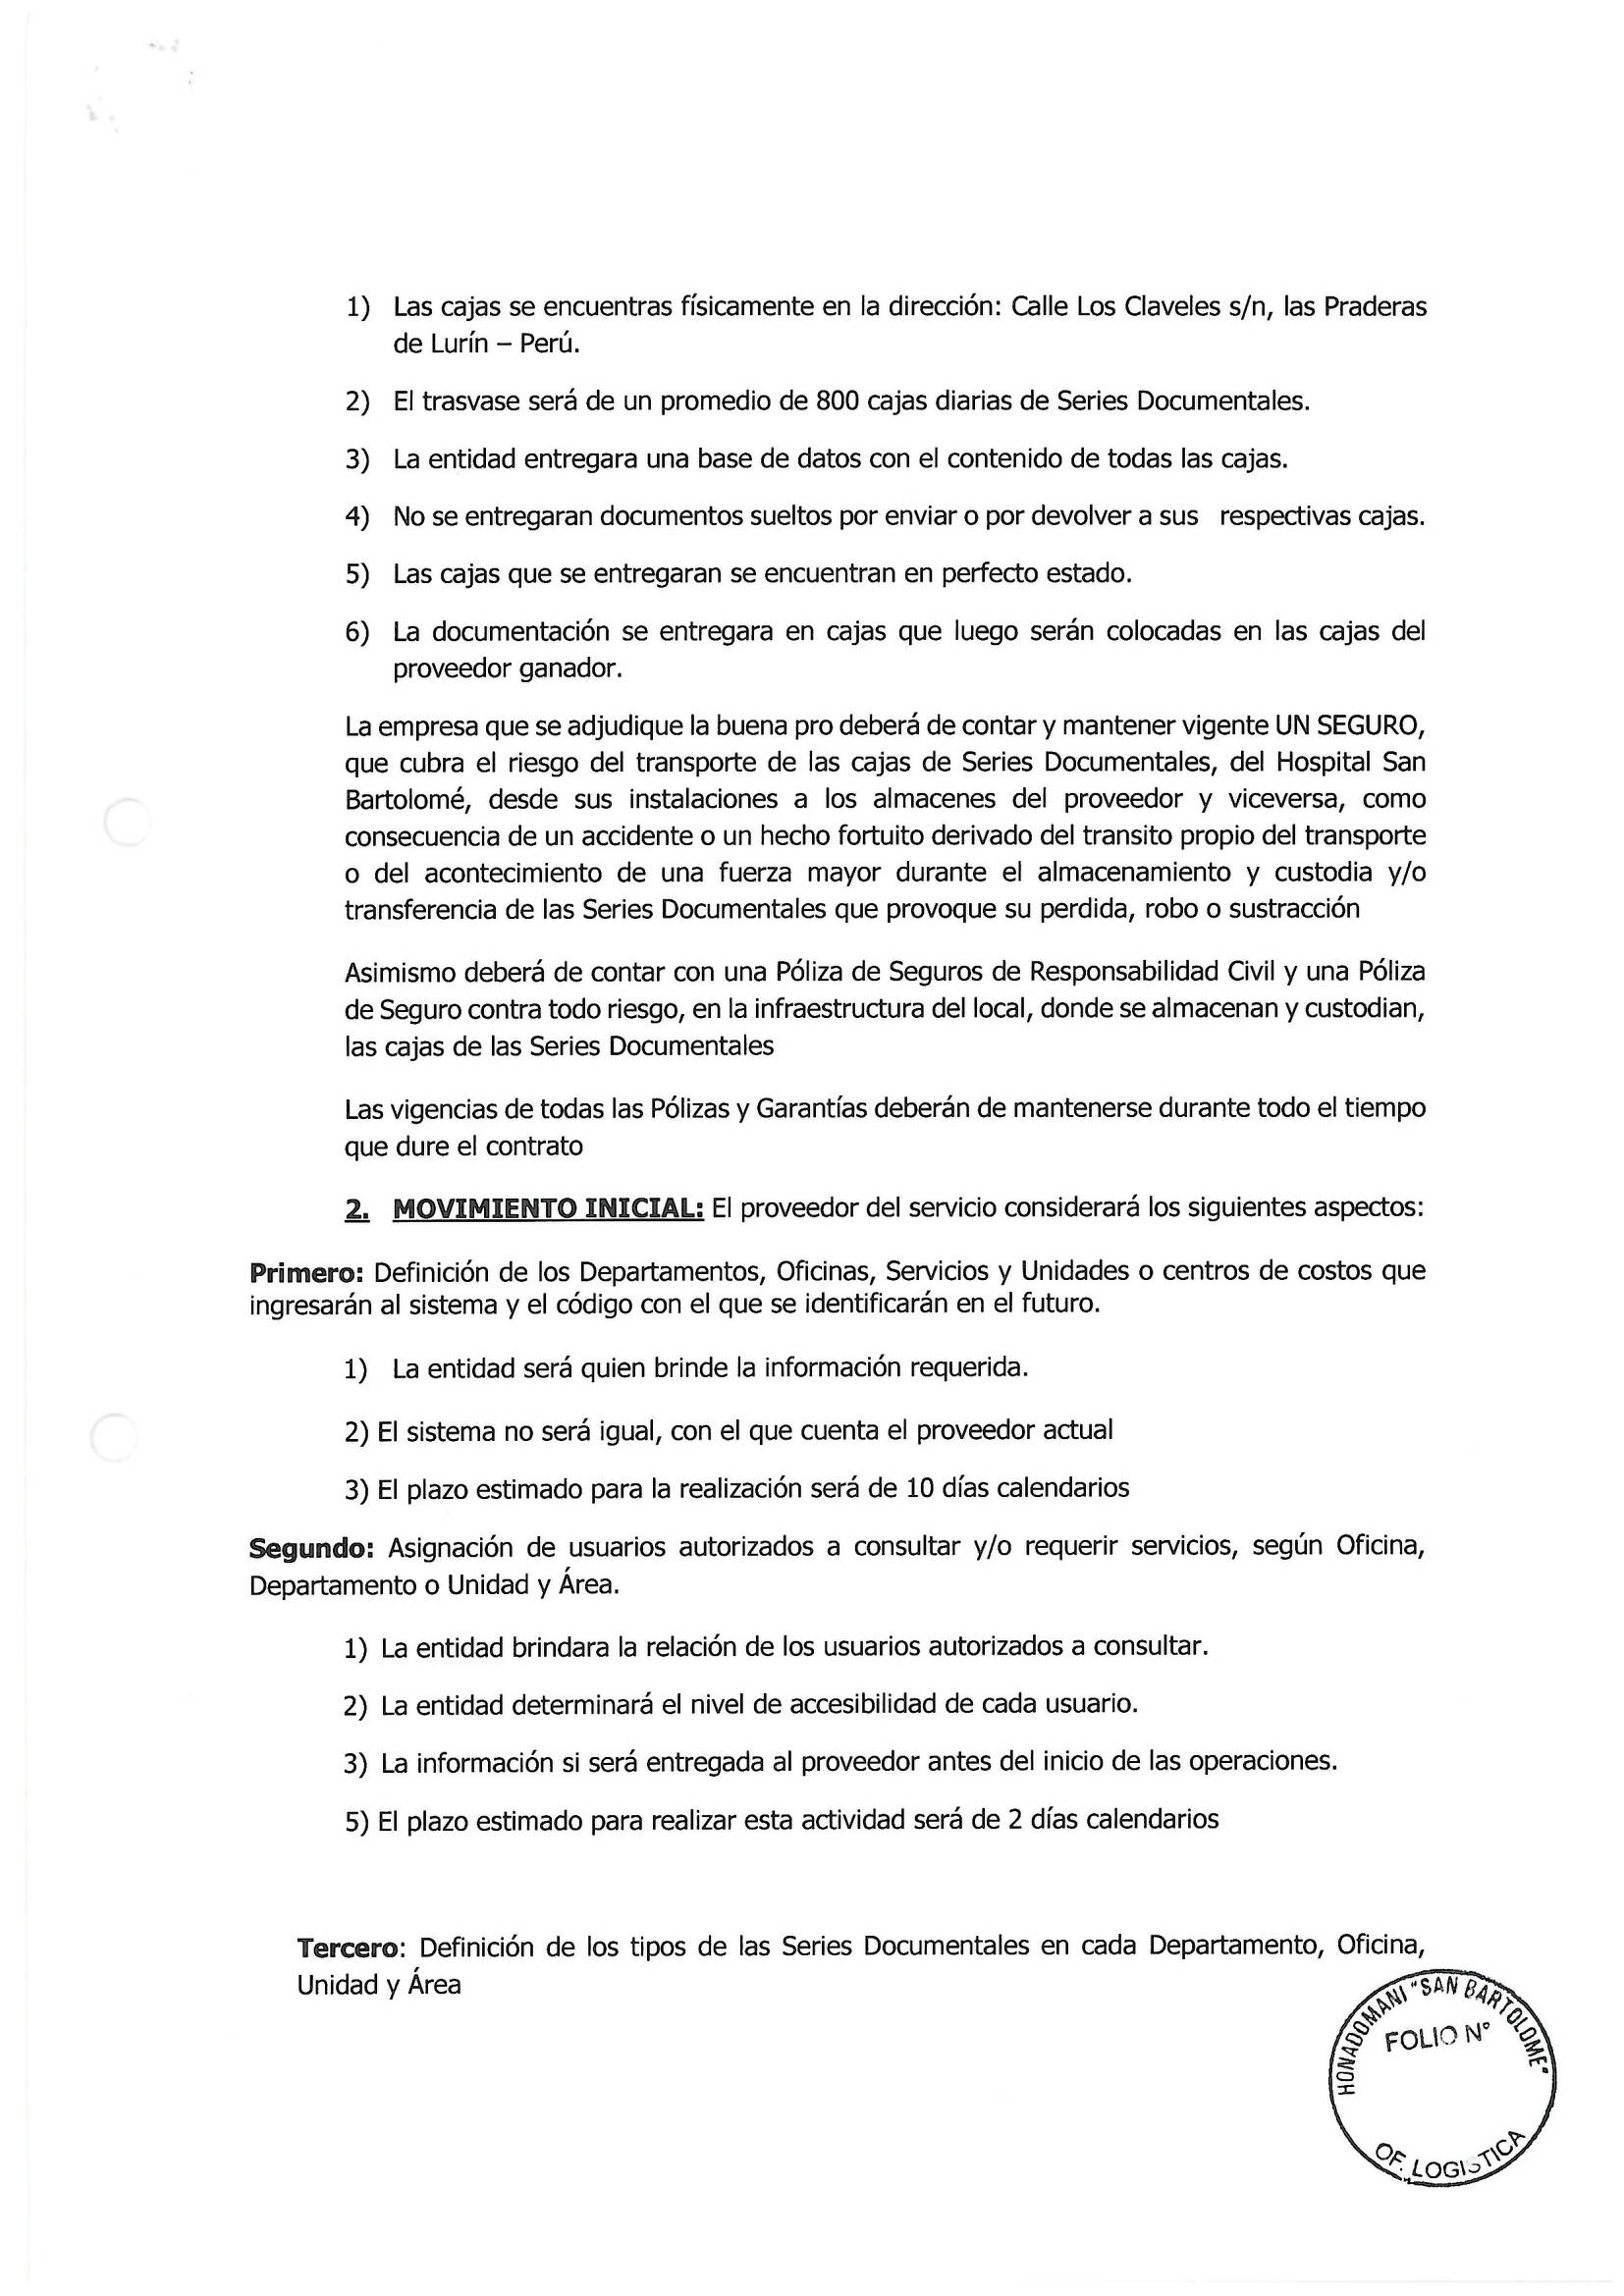 1) Las cajas se encuentras físicamente en la dirección: Calle Los Claveles s/n, las Praderas
de Lurín – Perú.
2) El trasvase será de un promedio de 800 cajas diarias de Series Documentales.
3) La entidad entregara una base de datos con el contenido de todas las cajas.
4) No se entregaran documentos sueltos por enviar o por devolver a sus respectivas cajas.
5) Las cajas que se entregaran se encuentran en perfecto estado.
6) La documentación se entregara en cajas que luego serán colocadas en las cajas del
proveedor ganador.
La empresa que se adjudique la buena pro deberá de contar y mantener vigente UN SEGURO,
que cubra el riesgo del transporte de las cajas de Series Documentales, del Hospital San
Bartolomé, desde sus instalaciones a los almacenes del proveedor y viceversa, como
consecuencia de un accidente o un hecho fortuito derivado del transito propio del transporte
o del acontecimiento de una fuerza mayor durante el almacenamiento y custodia y/o
transferencia de las Series Documentales que provoque su perdida, robo o sustracción
Asimismo deberá de contar con una Póliza de Seguros de Responsabilidad Civil y una Póliza
de Seguro contra todo riesgo, en la infraestructura del local, donde se almacenan y custodian,
las cajas de las Series Documentales
Las vigencias de todas las Pólizas y Garantías deberán de mantenerse durante todo el tiempo
que dure el contrato
2. MOVIMIENTO INICIAL: El proveedor del servicio considerará los siguientes aspectos:
Primero: Definición de los Departamentos, Oficinas, Servicios y Unidades o centros de costos que
ingresarán al sistema y el código con el que se identificarán en el futuro.
1) La entidad será quien brinde la información requerida.
2) El sistema no será igual, con el que cuenta el proveedor actual
3) El plazo estimado para la realización será de 10 días calendarios
Segundo: Asignación de usuarios autorizados a consultar y/o requerir servicios, según Oficina,
Departamento o Unidad y Área.
1) La entidad brindara la relación de los usuarios autorizados a consultar.
2) La entidad determinará el nivel de accesibilidad de cada usuario.
3) La información si será entregada al proveedor antes del inicio de las operaciones.
5) El plazo estimado para realizar esta actividad será de 2 días calendarios
Tercero: Definición de los tipos de las Series Documentales en cada Departamento, Oficina,
Unidad y Área
HONADOMANI "SAN BARTOLOME"
FOLIO N°
OF. LOGISTICA